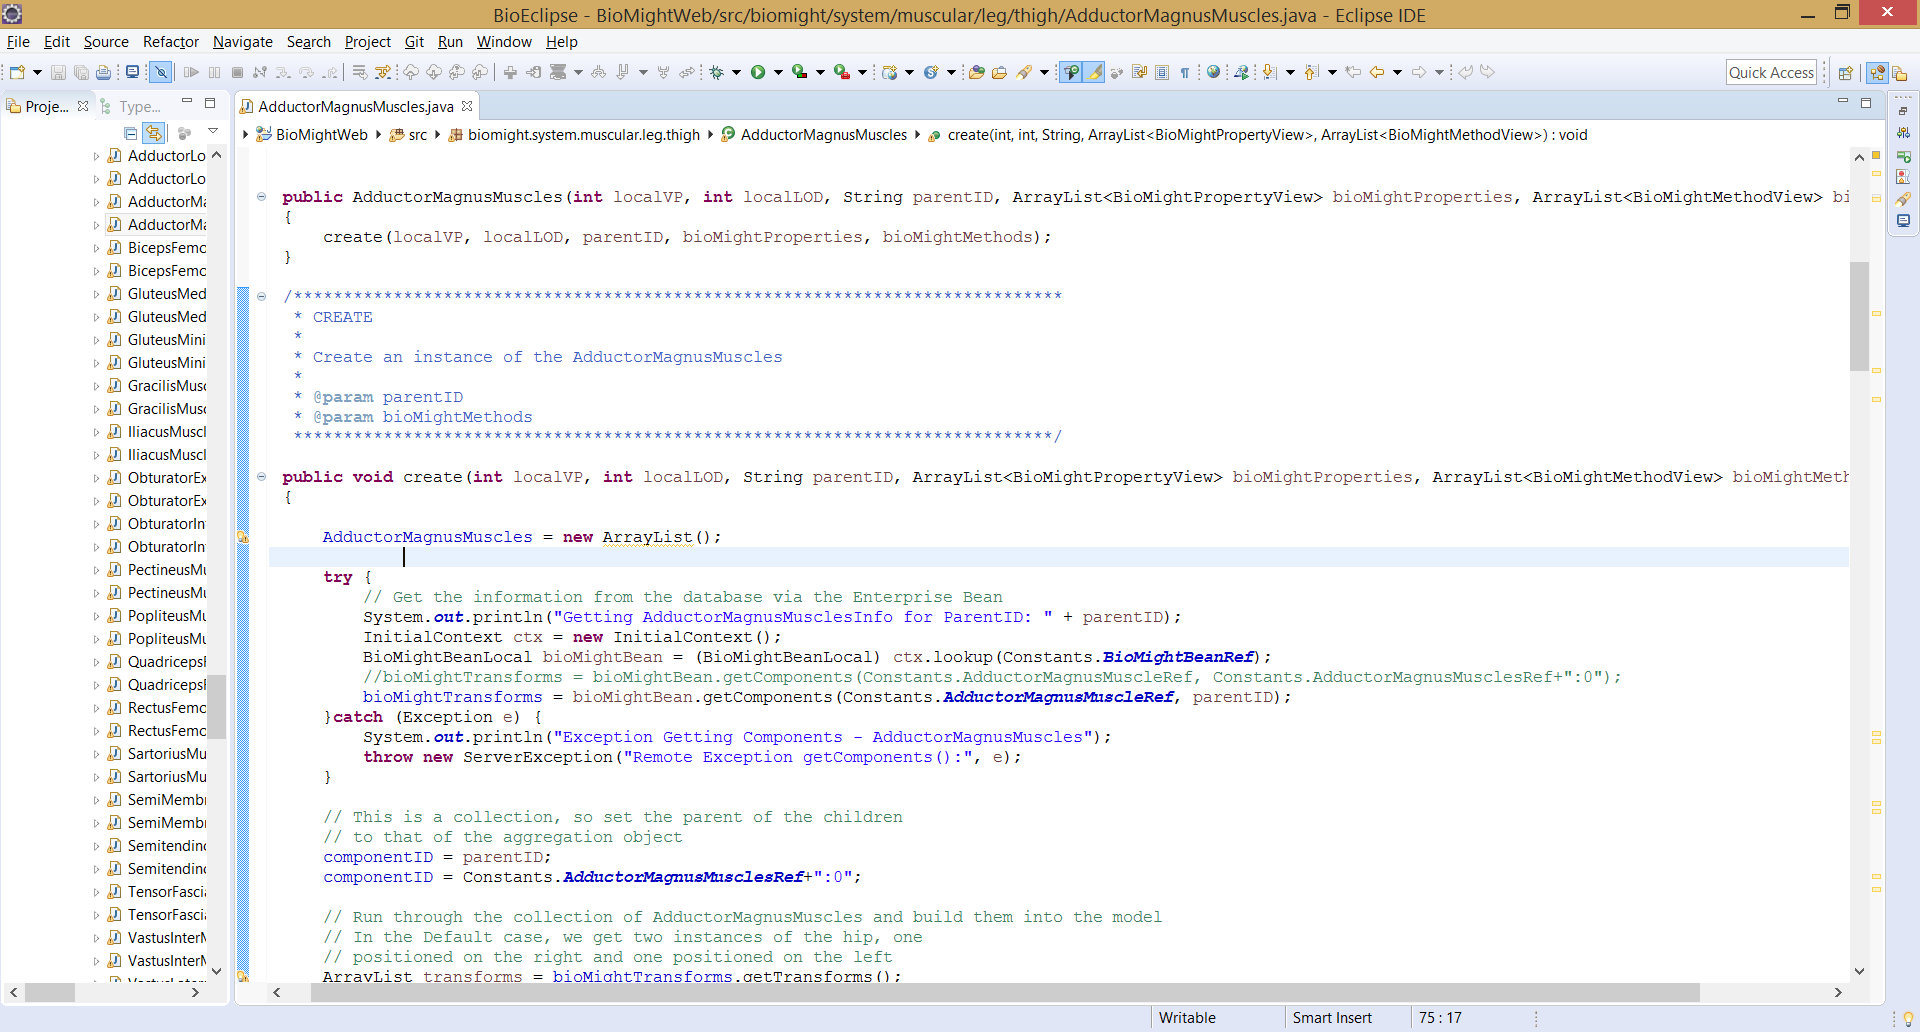 BioEclipse - BioMightWeb/src/biomight/system/muscular/leg/thigh/AdductorMagnusMuscles.java - Eclipse IDE
File Edit Source Refactor Navigate Search Project Git Run Window Help
Quick Access
Proje... Type...
AdductorLo
AdductorLo
AdductorMa
AdductorMa
BicepsFemo
BicepsFemo
GluteusMed
GluteusMed
GluteusMini
GluteusMini
GracilisMus
GracilisMus
IliacusMuscl
IliacusMuscl
ObturatorEx
ObturatorEx
ObturatorIn
ObturatorIn
PectineusMu
PectineusMu
PopliteusMu
PopliteusMu
Quadriceps
Quadriceps
RectusFemo
RectusFemo
SartoriusMu
SartoriusMu
SemiMemb
SemiMemb
Semitendin
Semitendin
TensorFasci
TensorFasci
VastusInter
VastusInter
AdductorMagnusMuscles.java
BioMightWeb src biomight.system.muscular.leg.thigh AdductorMagnusMuscles create(int, int, String, ArrayList<BioMightPropertyView>, ArrayList<BioMightMethodView>) : void
public AdductorMagnusMuscles(int localVP, int localLOD, String parentID, ArrayList<BioMightPropertyView> bioMightProperties, ArrayList<BioMightMethodView> bi
{
create(localVP, localLOD, parentID, bioMightProperties, bioMightMethods);
}
/*****************************************************************************
* CREATE
*
* Create an instance of the AdductorMagnusMuscles
*
* @param parentID
* @param bioMightMethods
****************************************************************************/
public void create(int localVP, int localLOD, String parentID, ArrayList<BioMightPropertyView> bioMightProperties, ArrayList<BioMightMethodView> bioMightMeth
{
AdductorMagnusMuscles = new ArrayList();
try {
// Get the information from the database via the Enterprise Bean
System.out.println("Getting AdductorMagnusMusclesInfo for ParentID: " + parentID);
InitialContext ctx = new InitialContext();
BioMightBeanLocal bioMightBean = (BioMightBeanLocal) ctx.lookup(Constants.BioMightBeanRef);
//bioMightTransforms = bioMightBean.getComponents(Constants.AdductorMagnusMuscleRef, Constants.AdductorMagnusMusclesRef+":0");
bioMightTransforms = bioMightBean.getComponents(Constants.AdductorMagnusMuscleRef, parentID);
}catch (Exception e) {
System.out.println("Exception Getting Components - AdductorMagnusMuscles");
throw new ServerException("Remote Exception getComponents():", e);
}
// This is a collection, so set the parent of the children
// to that of the aggregation object
componentID = parentID;
componentID = Constants.AdductorMagnusMusclesRef+":0";
// Run through the collection of AdductorMagnusMuscles and build them into the model
// In the Default case, we get two instances of the hip, one
// positioned on the right and one positioned on the left
ArrayList transforms = bioMightTransforms.getTransforms();
Writable Smart Insert 75 : 17